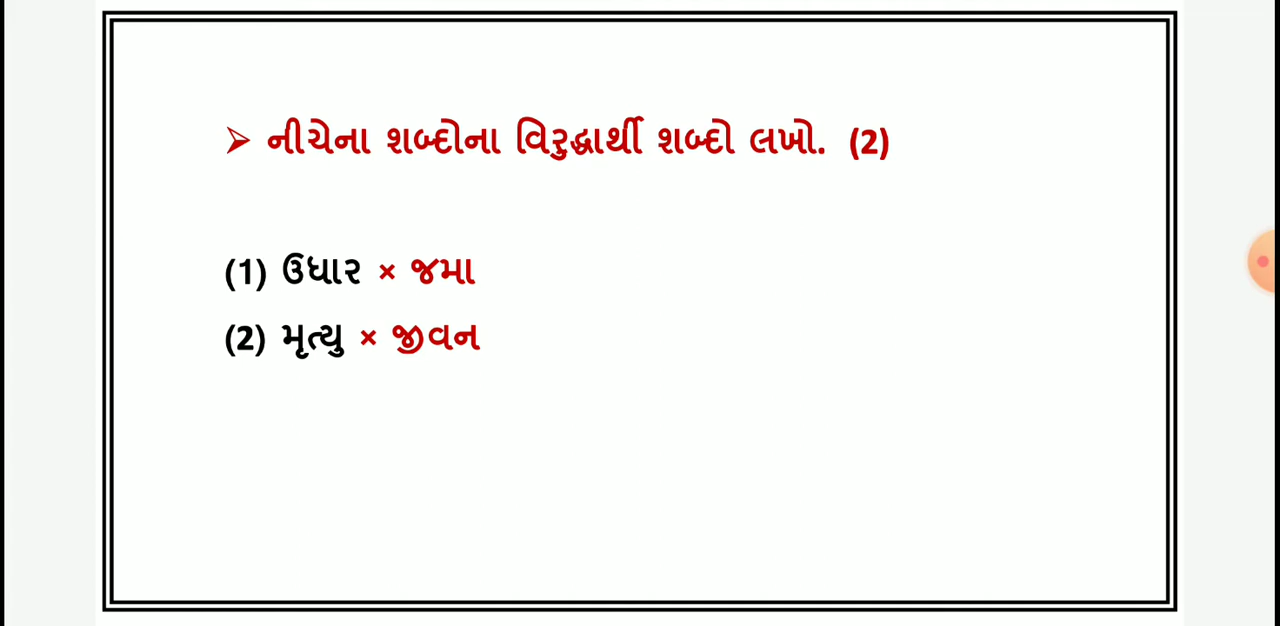 ➢ નીચેના શબ્દોના વિરુદ્ધાર્થી શબ્દો લખો. (2)
(1) ઉધાર × જમા
(2) મૃત્યુ × જીવન